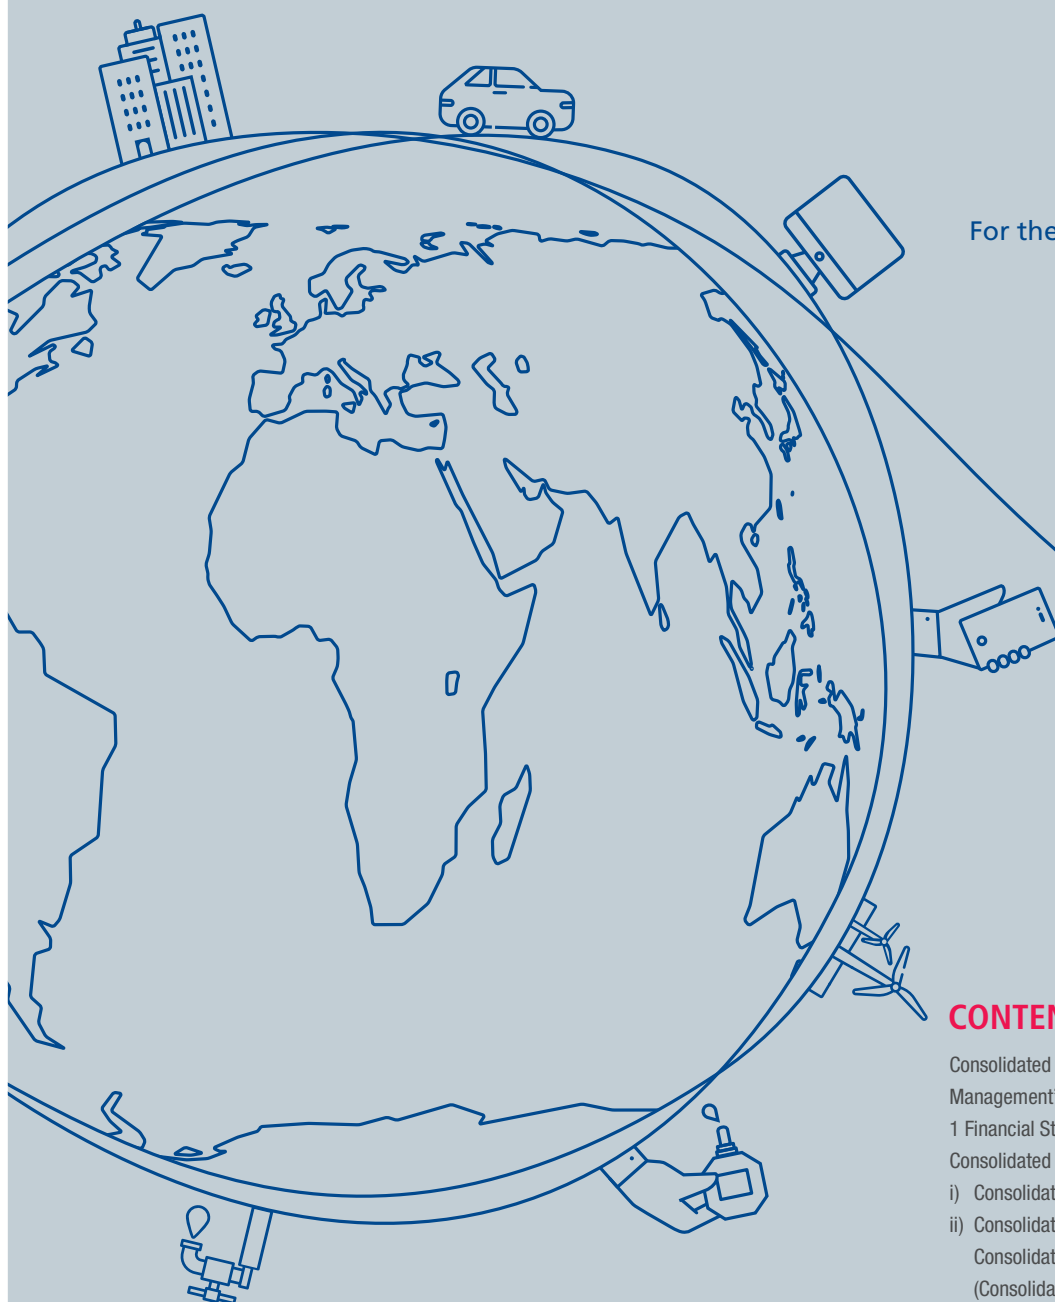 For the
CONTEN
Consolidated
Management'
1 Financial St
Consolidated
i) Consolidat
ii) Consolidat
Consolidat
(Consolida